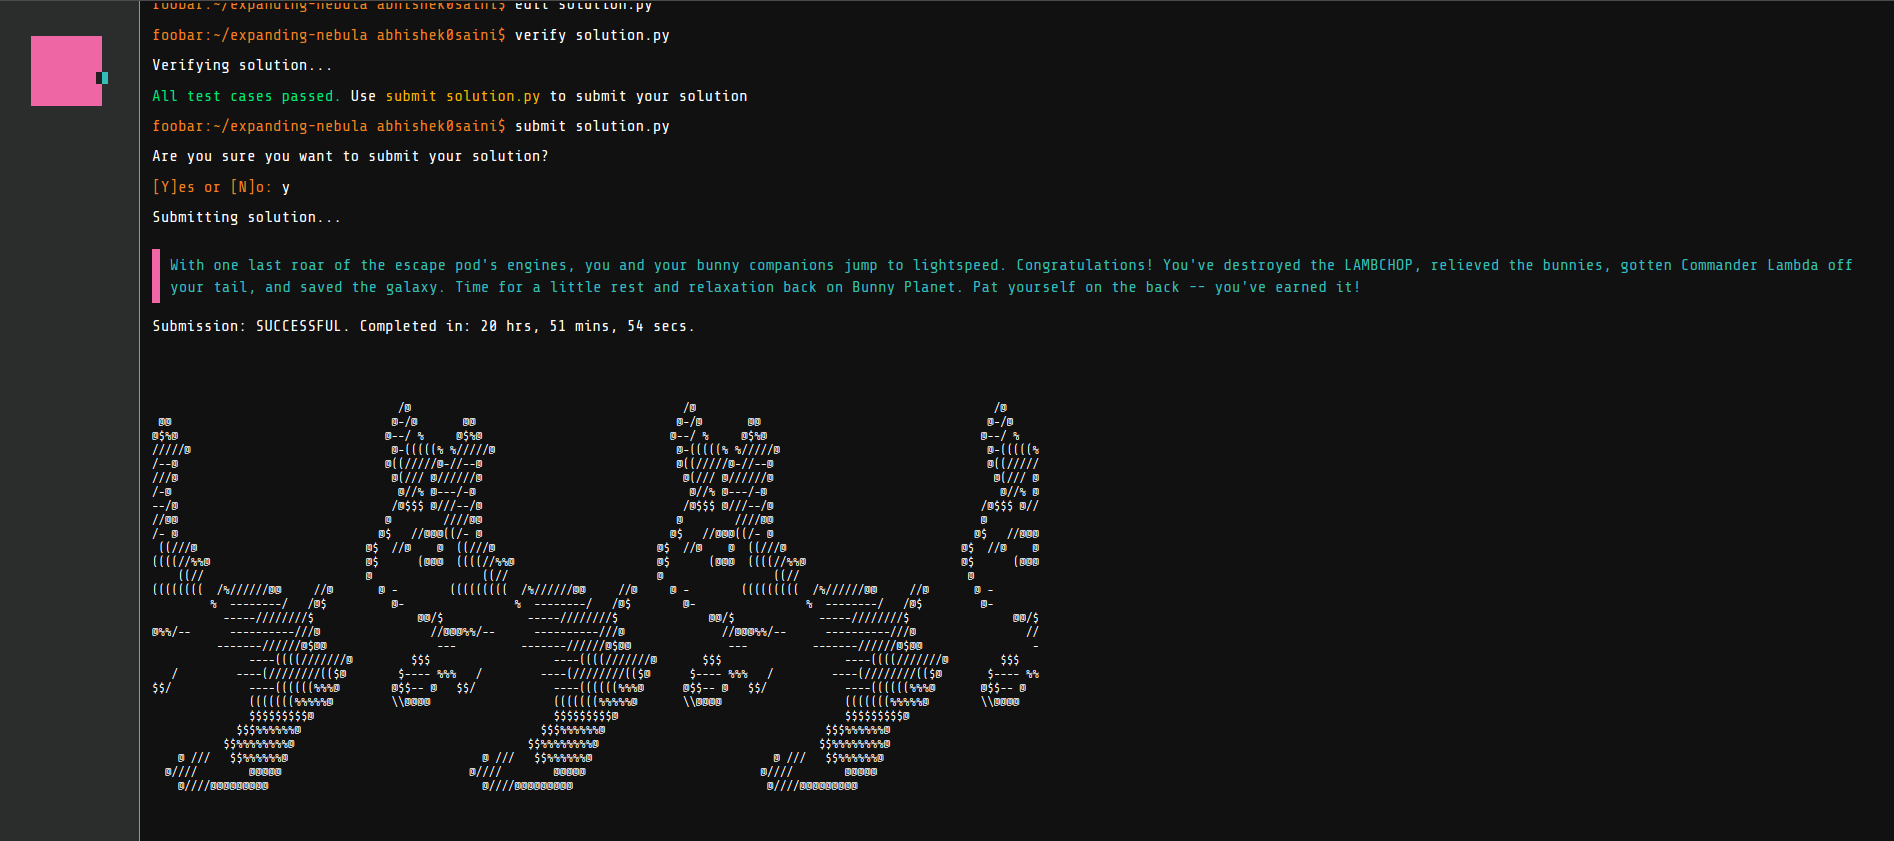 foobar:~/expanding-nebula abhishek0saini$ edit solution.py
foobar:~/expanding-nebula abhishek0saini$ verify solution.py
Verifying solution...
All test cases passed. Use submit solution.py to submit your solution
foobar:~/expanding-nebula abhishek0saini$ submit solution.py
Are you sure you want to submit your solution?
[Y]es or [N]o: y
Submitting solution...
With one last roar of the escape pod's engines, you and your bunny companions jump to lightspeed. Congratulations! You've destroyed the LAMBCHOP, relieved the bunnies, gotten Commander Lambda off
your tail, and saved the galaxy. Time for a little rest and relaxation back on Bunny Planet. Pat yourself on the back -- you've earned it!
Submission: SUCCESSFUL. Completed in: 20 hrs, 51 mins, 54 secs.